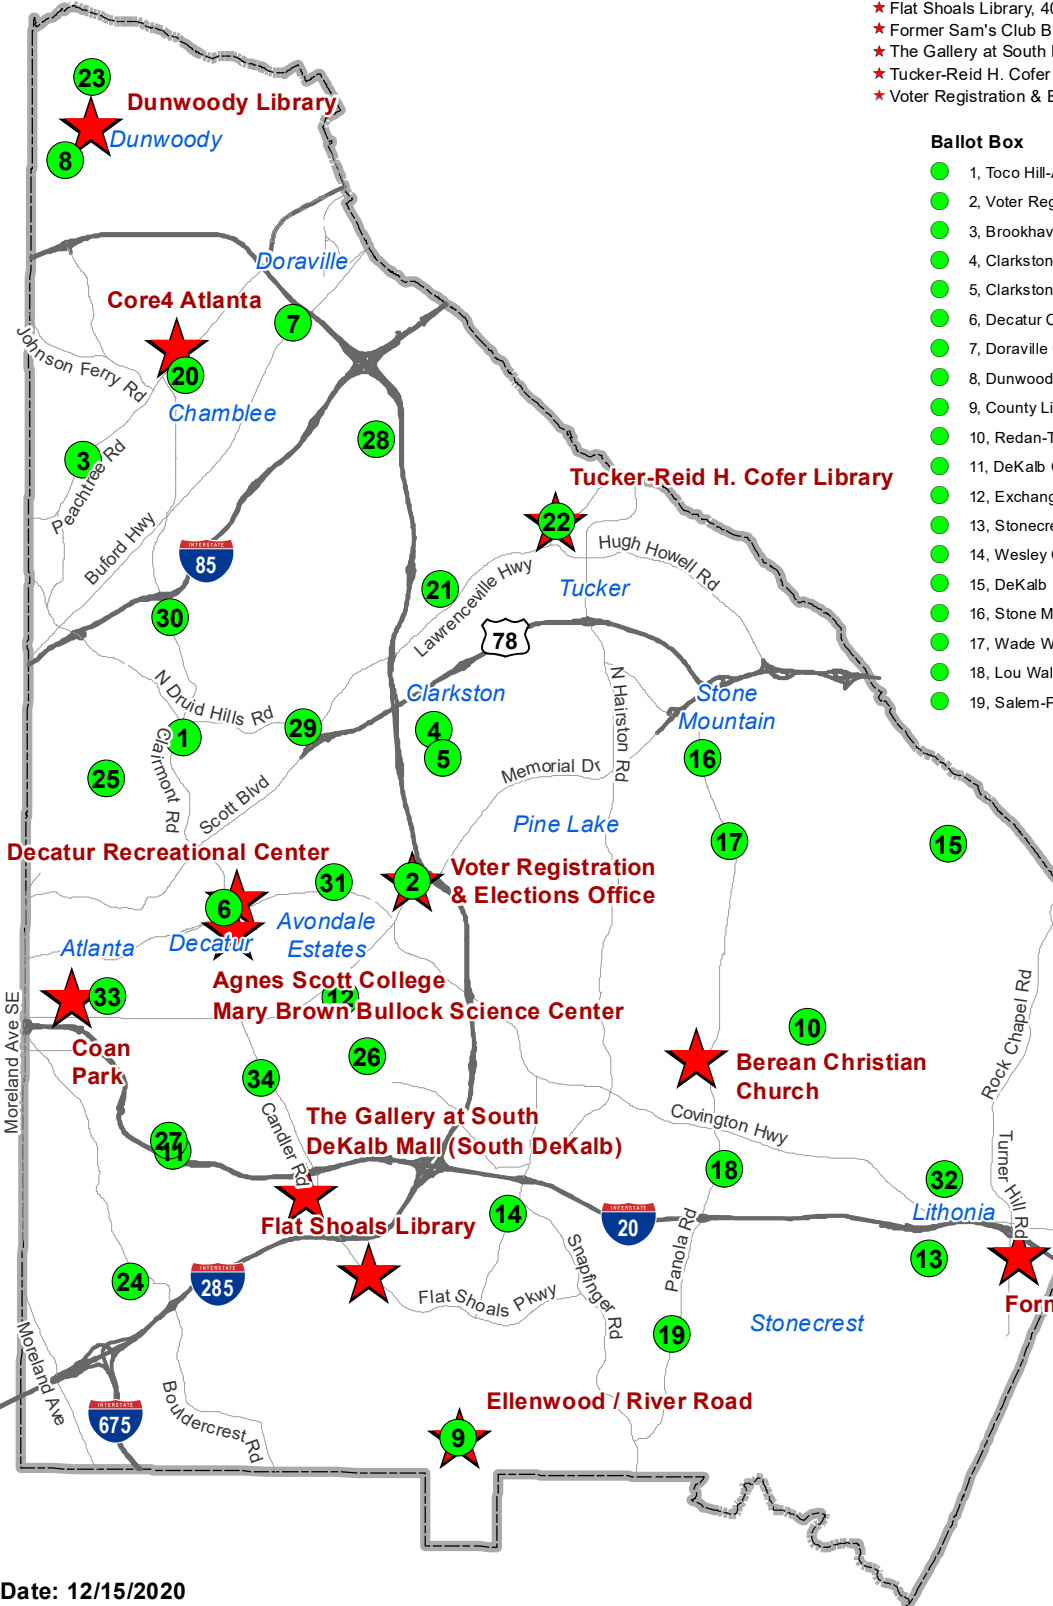 Flat Shoals Library, 40
Former Sam's Club B
The Gallery at South
Tucker-Reid H. Cofer
Voter Registration & E
Ballot Box
1, Toco Hill-
2, Voter Reg
3, Brookhav
4, Clarkston
5, Clarkston
6, Decatur
7, Doraville
8, Dunwood
9, County Li
10, Redan-T
11, DeKalb
12, Exchang
13, Stonecre
14, Wesley
15, DeKalb
16, Stone M
17, Wade W
18, Lou Wal
19, Salem-P
23
Dunwoody Library
Dunwoody
8
Doraville
Core4 Atlanta
7
20
Johnson Ferry Rd
Chamblee
28
3
Peachtree Rd
Tucker-Reid H. Cofer Library
22
Buford Hwy
INTERSTATE
85
Hugh Howell Rd
21
Lawrenceville Hwy
Tucker
30
78
N Druid Hills Rd
Clarkston
N Hairston Rd
Stone
Mountain
29
4
1
5
16
Clairmont Rd
25
Memorial Dr
Scott Blvd
Pine Lake
17
15
Decatur Recreational Center
31
2
Voter Registration
& Elections Office
6
Avondale
Estates
Atlanta
Decatur
Agnes Scott College
Mary Brown Bullock Science Center
12
33
Moreland Ave SE
10
Rock Chapel Rd
Coan
Park
26
Berean Christian
Church
34
Candler Rd
The Gallery at South
DeKalb Mall (South DeKalb)
Covington Hwy
27
11
Turner Hill Rd
18
32
Lithonia
14
INTERSTATE
20
Flat Shoals Library
Panola Rd
13
Snapfinger Rd
24
INTERSTATE
285
Flat Shoals Pkwy
Form
Stonecrest
19
Moreland Ave
Bouldercrest Rd
Ellenwood / River Road
INTERSTATE
675
9
Date: 12/15/2020